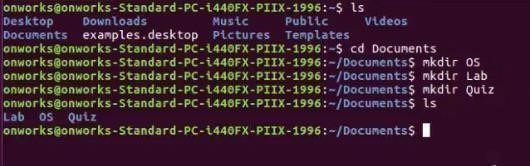 onworks@onworks-Standard-PC-i440FX-PIIX-1996:~$ ls
Desktop Downloads Music Public Videos
Documents examples.desktop Pictures Templates
onworks@onworks-Standard-PC-i440FX-PIIX-1996:~$ cd Documents
onworks@onworks-Standard-PC-i440FX-PIIX-1996:~/Documents$ mkdir OS
onworks@onworks-Standard-PC-i440FX-PIIX-1996:~/Documents$ mkdir Lab
onworks@onworks-Standard-PC-i440FX-PIIX-1996:~/Documents$ mkdir Quiz
onworks@onworks-Standard-PC-i440FX-PIIX-1996:~/Documents$ ls
Lab OS Quiz
onworks@onworks-Standard-PC-i440FX-PIIX-1996:~/Documents$